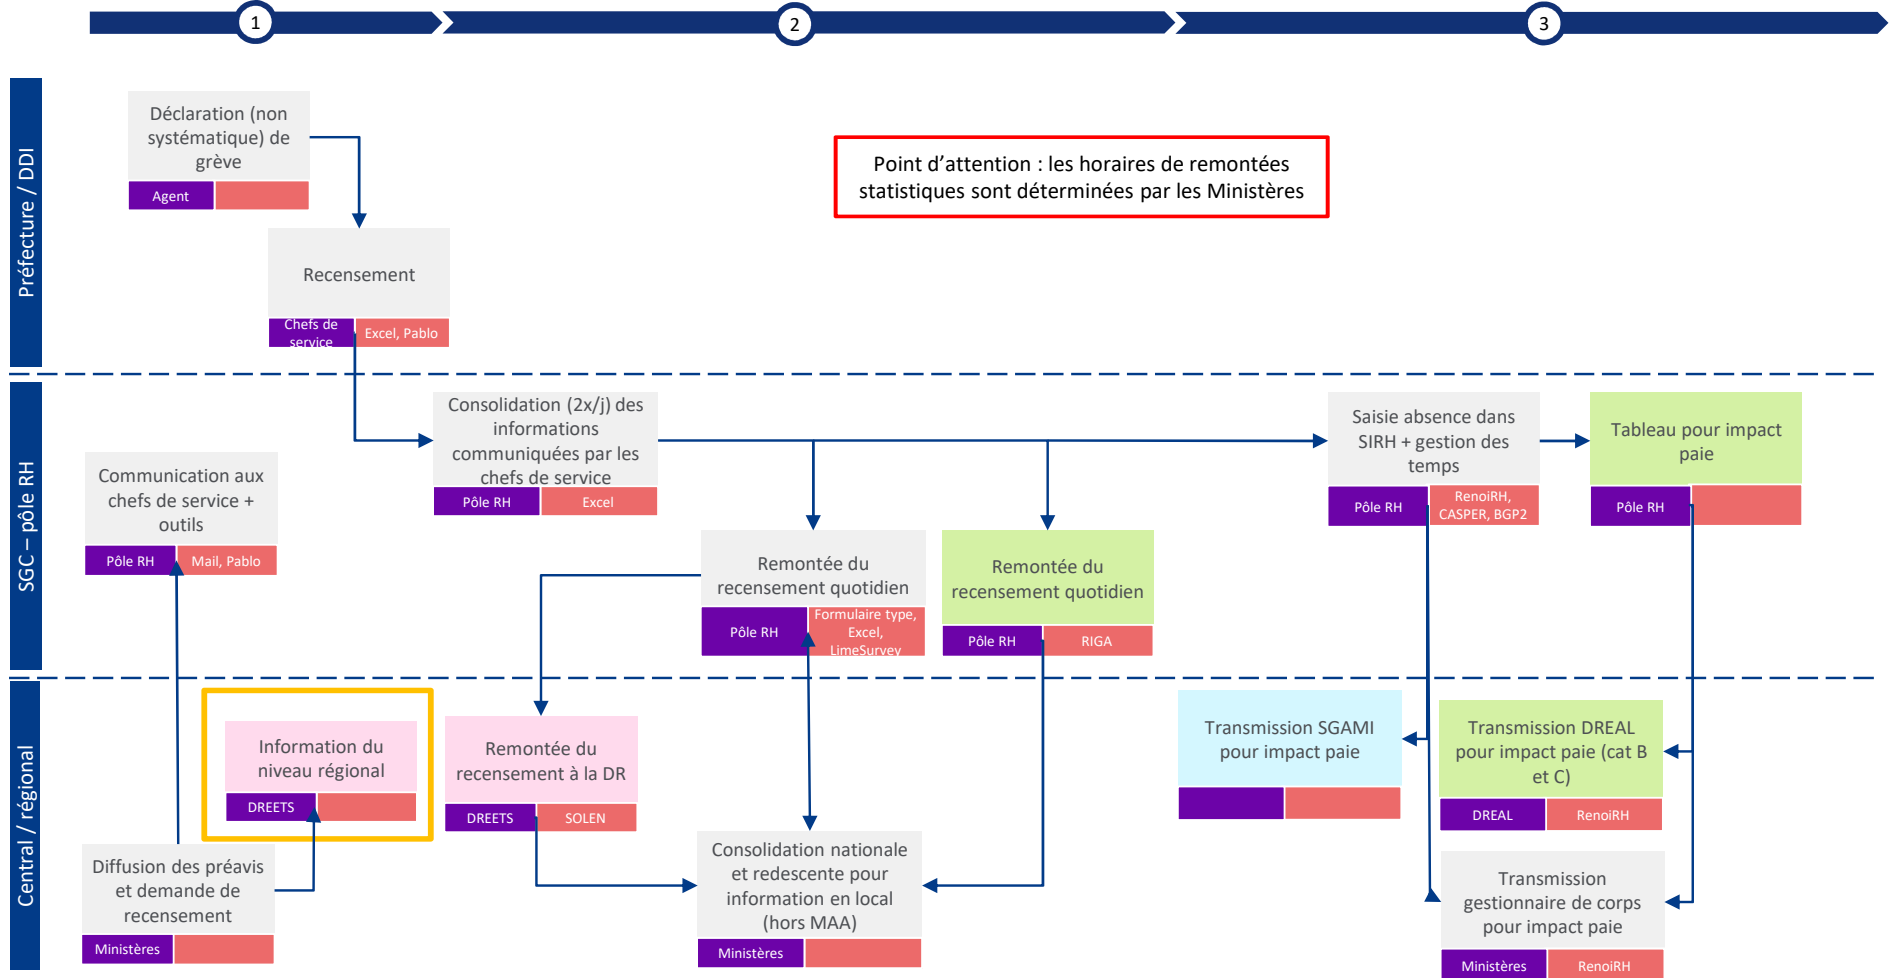 1
2
3
Préfecture / DDI
Déclaration (non
systématique) de
grève
Agent
Point d’attention : les horaires de remontées
statistiques sont déterminées par les Ministères
Recensement
Chefs de
service
Excel, Pablo
SGC – pôle RH
Communication aux
chefs de service +
outils
Pôle RH
Mail, Pablo
Consolidation (2x/j) des
informations
communiquées par les
chefs de service
Pôle RH
Excel
Remontée du
recensement quotidien
Pôle RH
Formulaire type,
Excel,
LimeSurvey
Remontée du
recensement quotidien
Pôle RH
RIGA
Saisie absence dans
SIRH + gestion des
temps
Pôle RH
RenoiRH,
CASPER, BGP2
Tableau pour impact
paie
Pôle RH
Central / régional
Information du
niveau régional
DREETS
Diffusion des préavis
et demande de
recensement
Ministères
Remontée du
recensement à la DR
DREETS
SOLEN
Consolidation nationale
et redescente pour
information en local
(hors MAA)
Ministères
Transmission SGAMI
pour impact paie
Transmission DREAL
pour impact paie (cat B
et C)
DREAL
RenoiRH
Transmission
gestionnaire de corps
pour impact paie
Ministères
RenoiRH